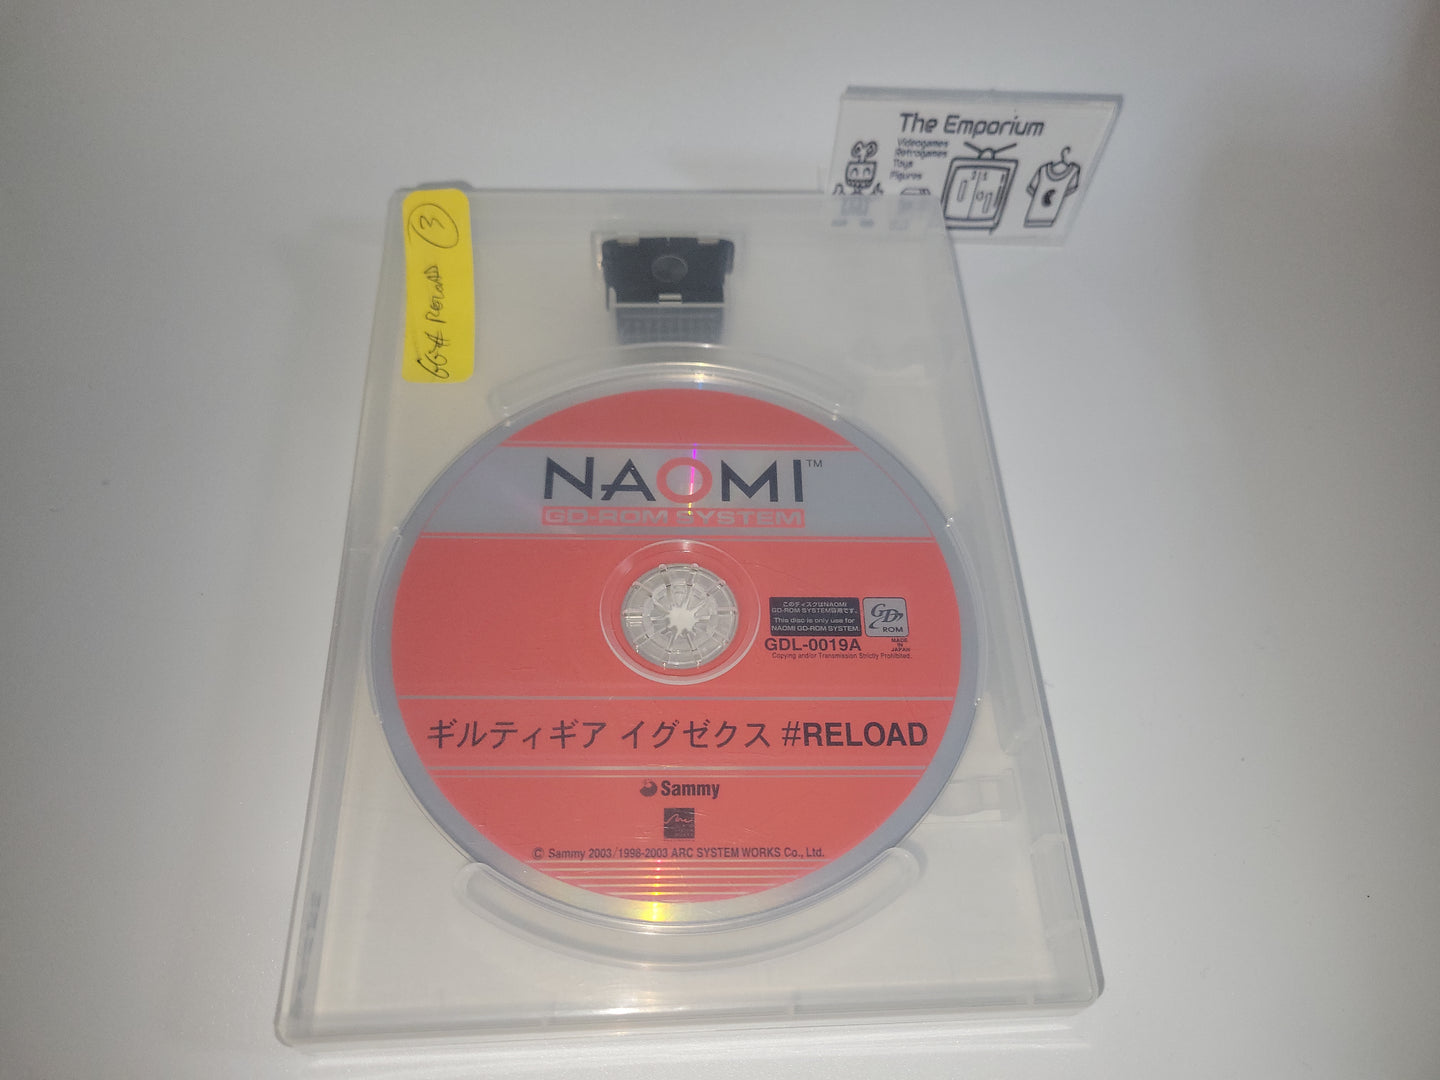 The Emporium
Videogames
Retrogames
Toys
Figures
3
GG# RELOAD
NAOMI™
GD-ROM SYSTEM
このディスクはNAOMI
GD-ROM SYSTEM専用です。
This disc is only use for
NAOMI GD-ROM SYSTEM.
GD
ROM
GDL-0019A
MADE
IN
JAPAN
Copying and/or Transmission Strictly Prohibited.
ギルティギア イグゼクス #RELOAD
Sammy
© Sammy 2003/1998-2003 ARC SYSTEM WORKS Co., Ltd.